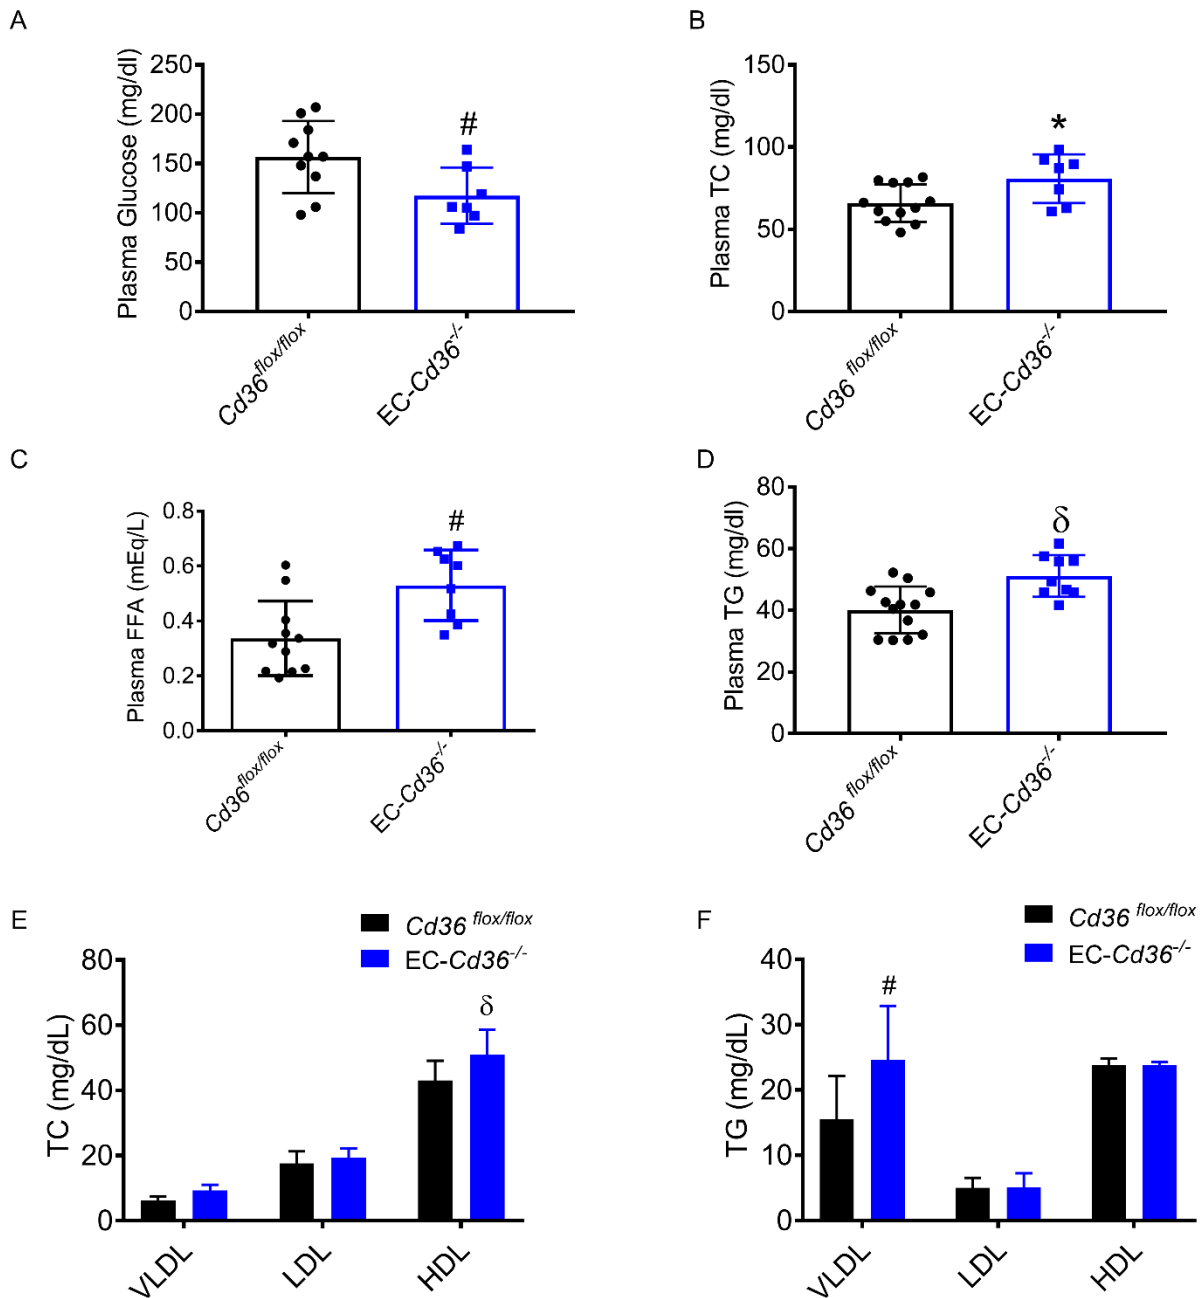 A
Plasma Glucose (mg/dl)
250
200
150
100
50
0
#
Cd36flox/flox
EC-Cd36-/-
B
Plasma TC (mg/dl)
150
100
50
0
*
Cd36 flox/flox
EC-Cd36-/-
C
Plasma FFA (mEq/L)
0.8
0.6
0.4
0.2
0.0
#
Cd36flox/flox
EC-Cd36-/-
D
Plasma TG (mg/dl)
80
60
40
20
0
δ
Cd36 flox/flox
EC-Cd36-/-
E
Cd36 flox/flox
EC-Cd36-/-
TC (mg/dL)
80
60
40
20
0
δ
VLDL
LDL
HDL
F
Cd36 flox/flox
EC-Cd36-/-
TG (mg/dL)
40
30
20
10
0
#
VLDL
LDL
HDL